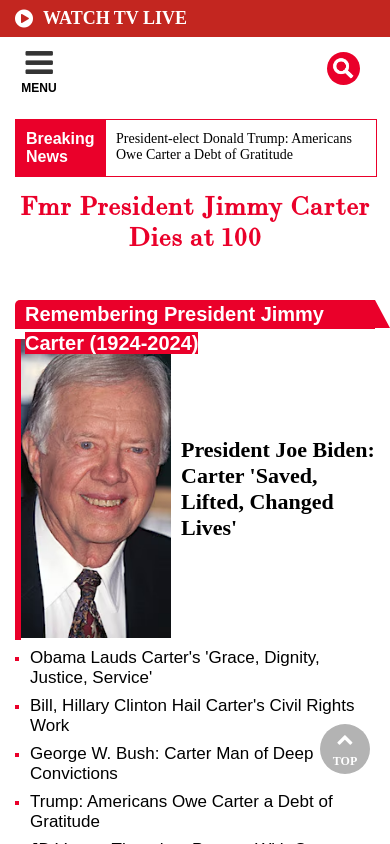 WATCH TV LIVE
MENU
Breaking News
President-elect Donald Trump: Americans
Owe Carter a Debt of Gratitude
Fmr President Jimmy Carter
Dies at 100
Remembering President Jimmy
Carter (1924-2024)
President Joe Biden:
Carter 'Saved,
Lifted, Changed
Lives'
Obama Lauds Carter's 'Grace, Dignity,
Justice, Service'
Bill, Hillary Clinton Hail Carter's Civil Rights
Work
George W. Bush: Carter Man of Deep
Convictions
TOP
Trump: Americans Owe Carter a Debt of
Gratitude